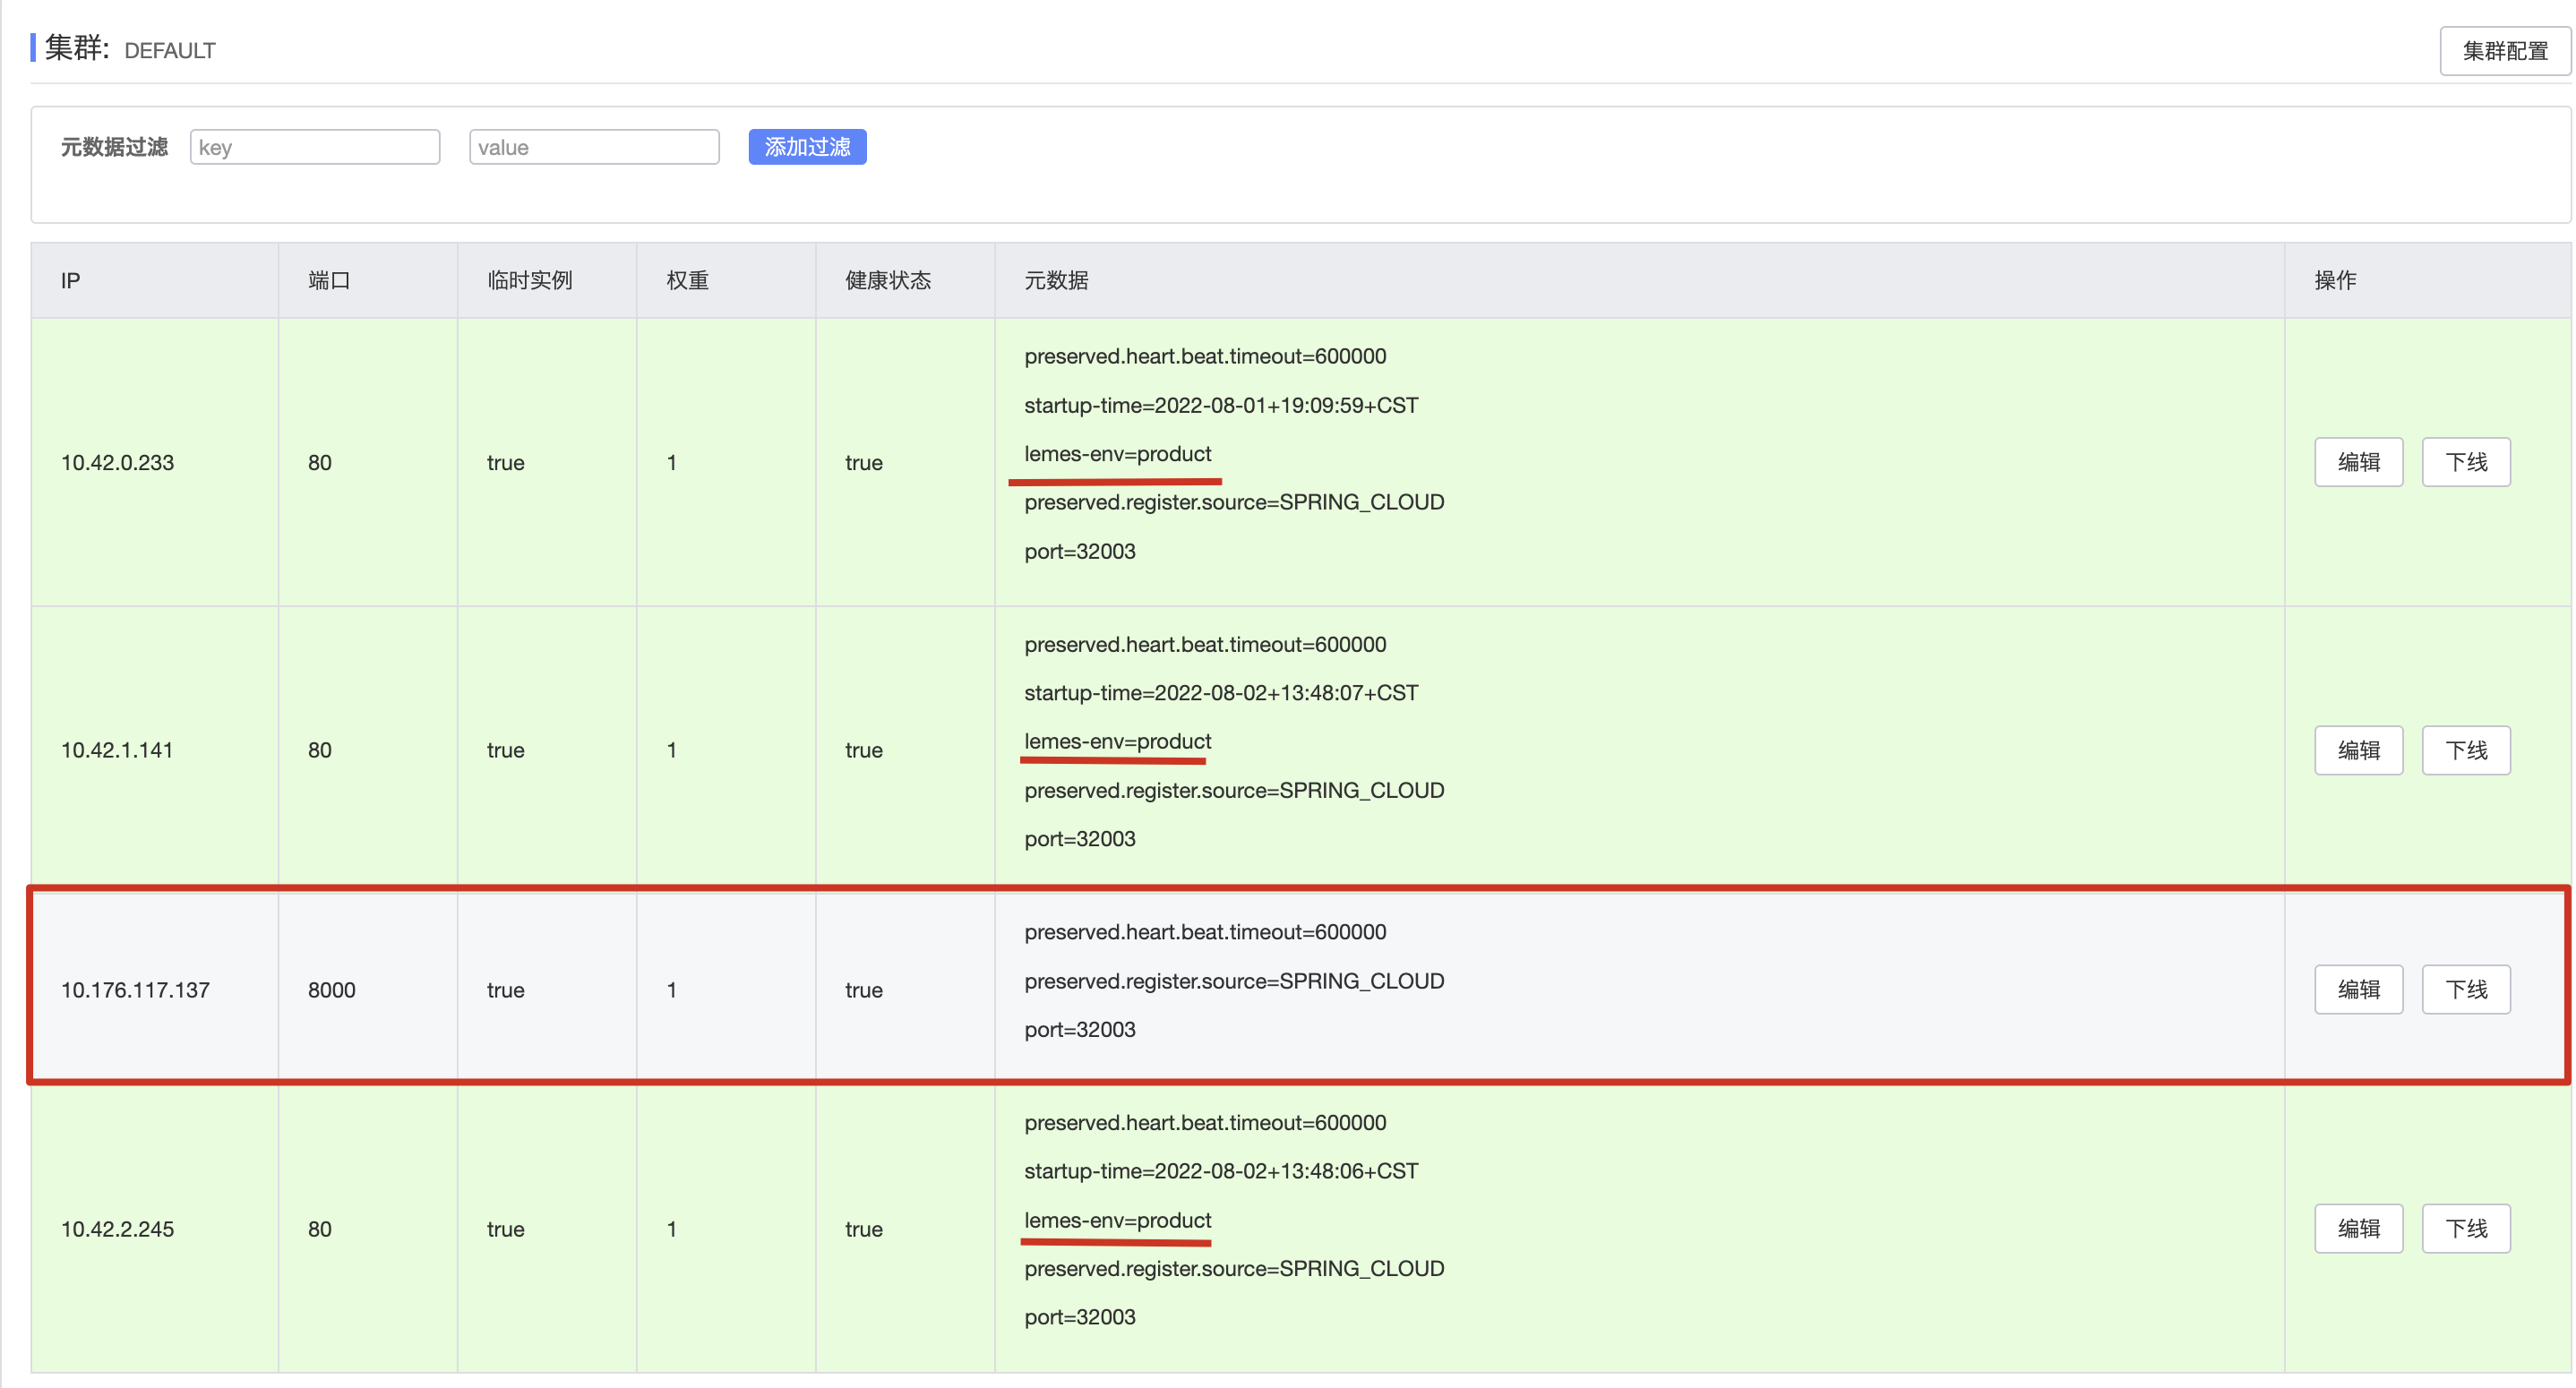 集群: DEFAULT
集群配置
元数据过滤 key value 添加过滤
IP 端口 临时实例 权重 健康状态 元数据 操作
preserved.heart.beat.timeout=600000
startup-time=2022-08-01+19:09:59+CST
lemes-env=product
10.42.0.233 80 true 1 true 编辑 下线
preserved.register.source=SPRING_CLOUD
port=32003
preserved.heart.beat.timeout=600000
startup-time=2022-08-02+13:48:07+CST
lemes-env=product
10.42.1.141 80 true 1 true 编辑 下线
preserved.register.source=SPRING_CLOUD
port=32003
preserved.heart.beat.timeout=600000
10.176.117.137 8000 true 1 true preserved.register.source=SPRING_CLOUD 编辑 下线
port=32003
preserved.heart.beat.timeout=600000
startup-time=2022-08-02+13:48:06+CST
lemes-env=product
10.42.2.245 80 true 1 true 编辑 下线
preserved.register.source=SPRING_CLOUD
port=32003